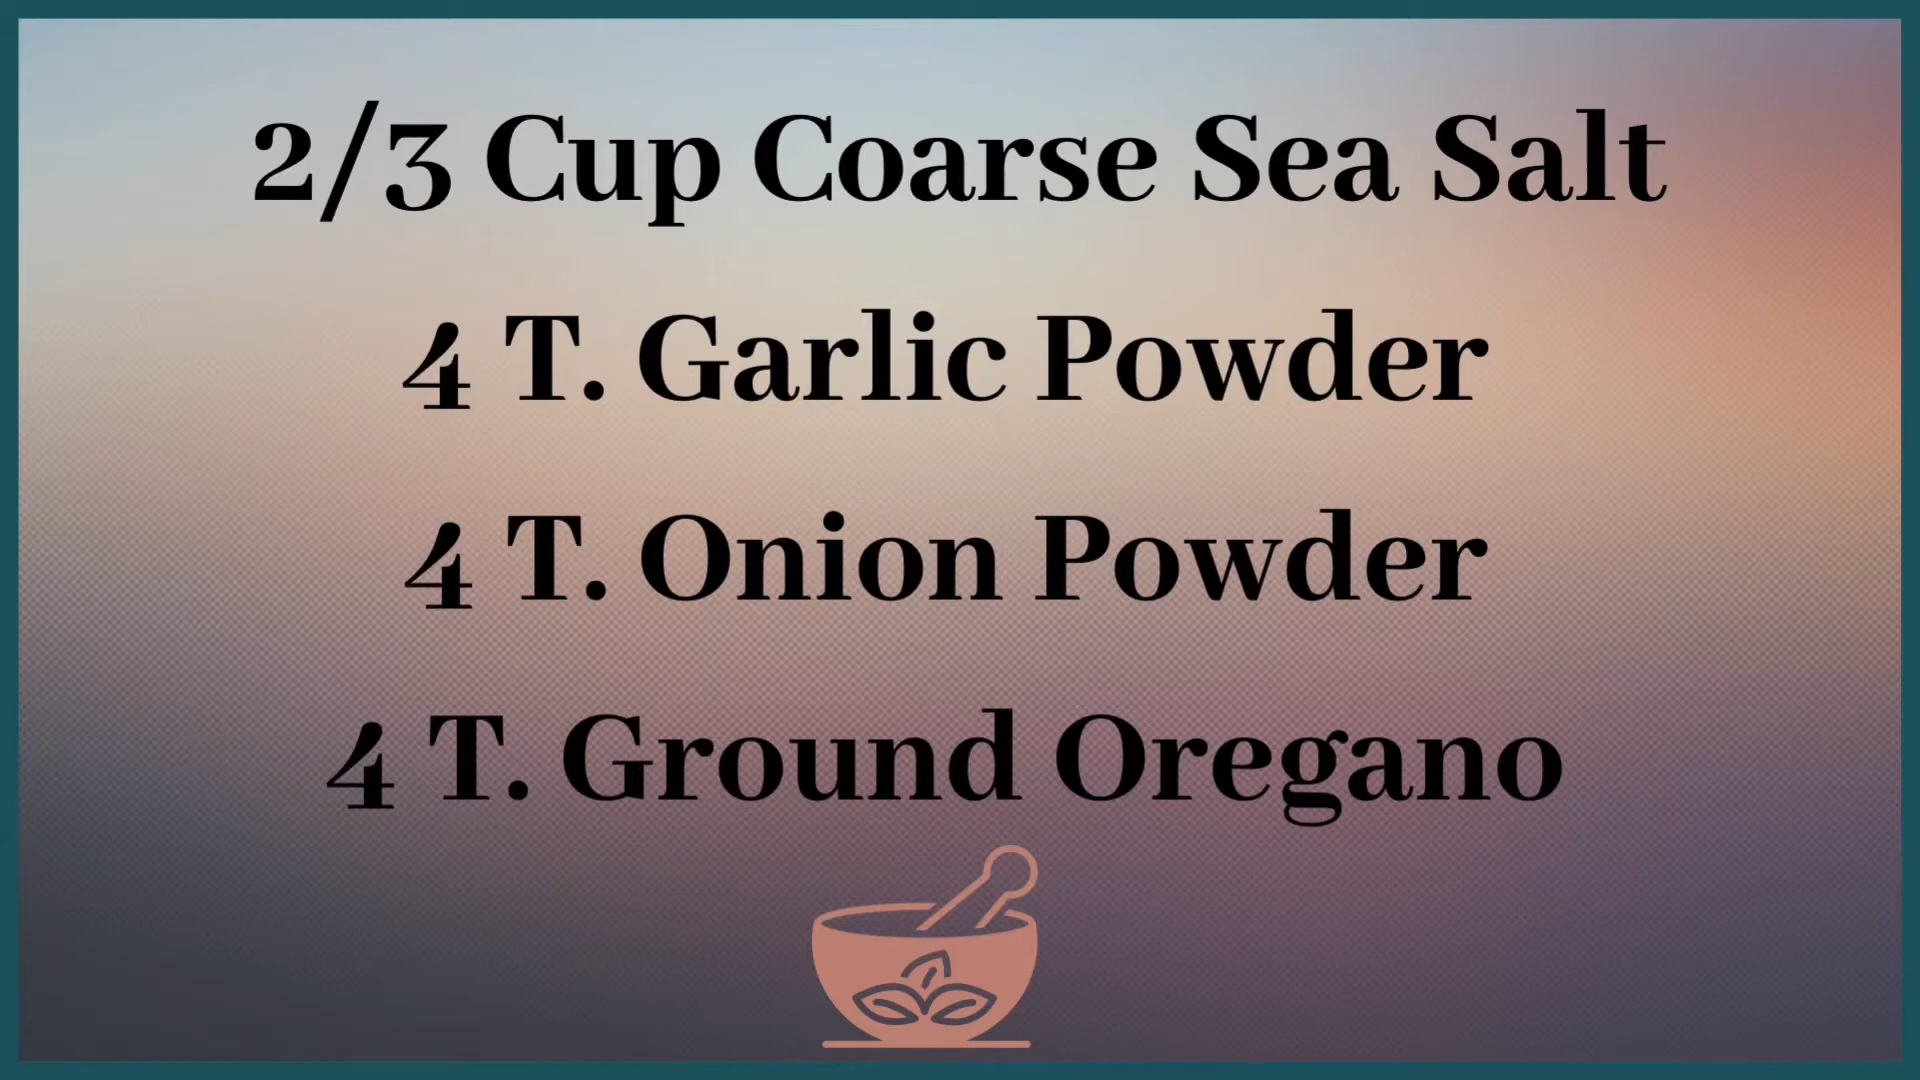 2/3 Cup Coarse Sea Salt
4 T. Garlic Powder
4 T. Onion Powder
4 T. Ground Oregano